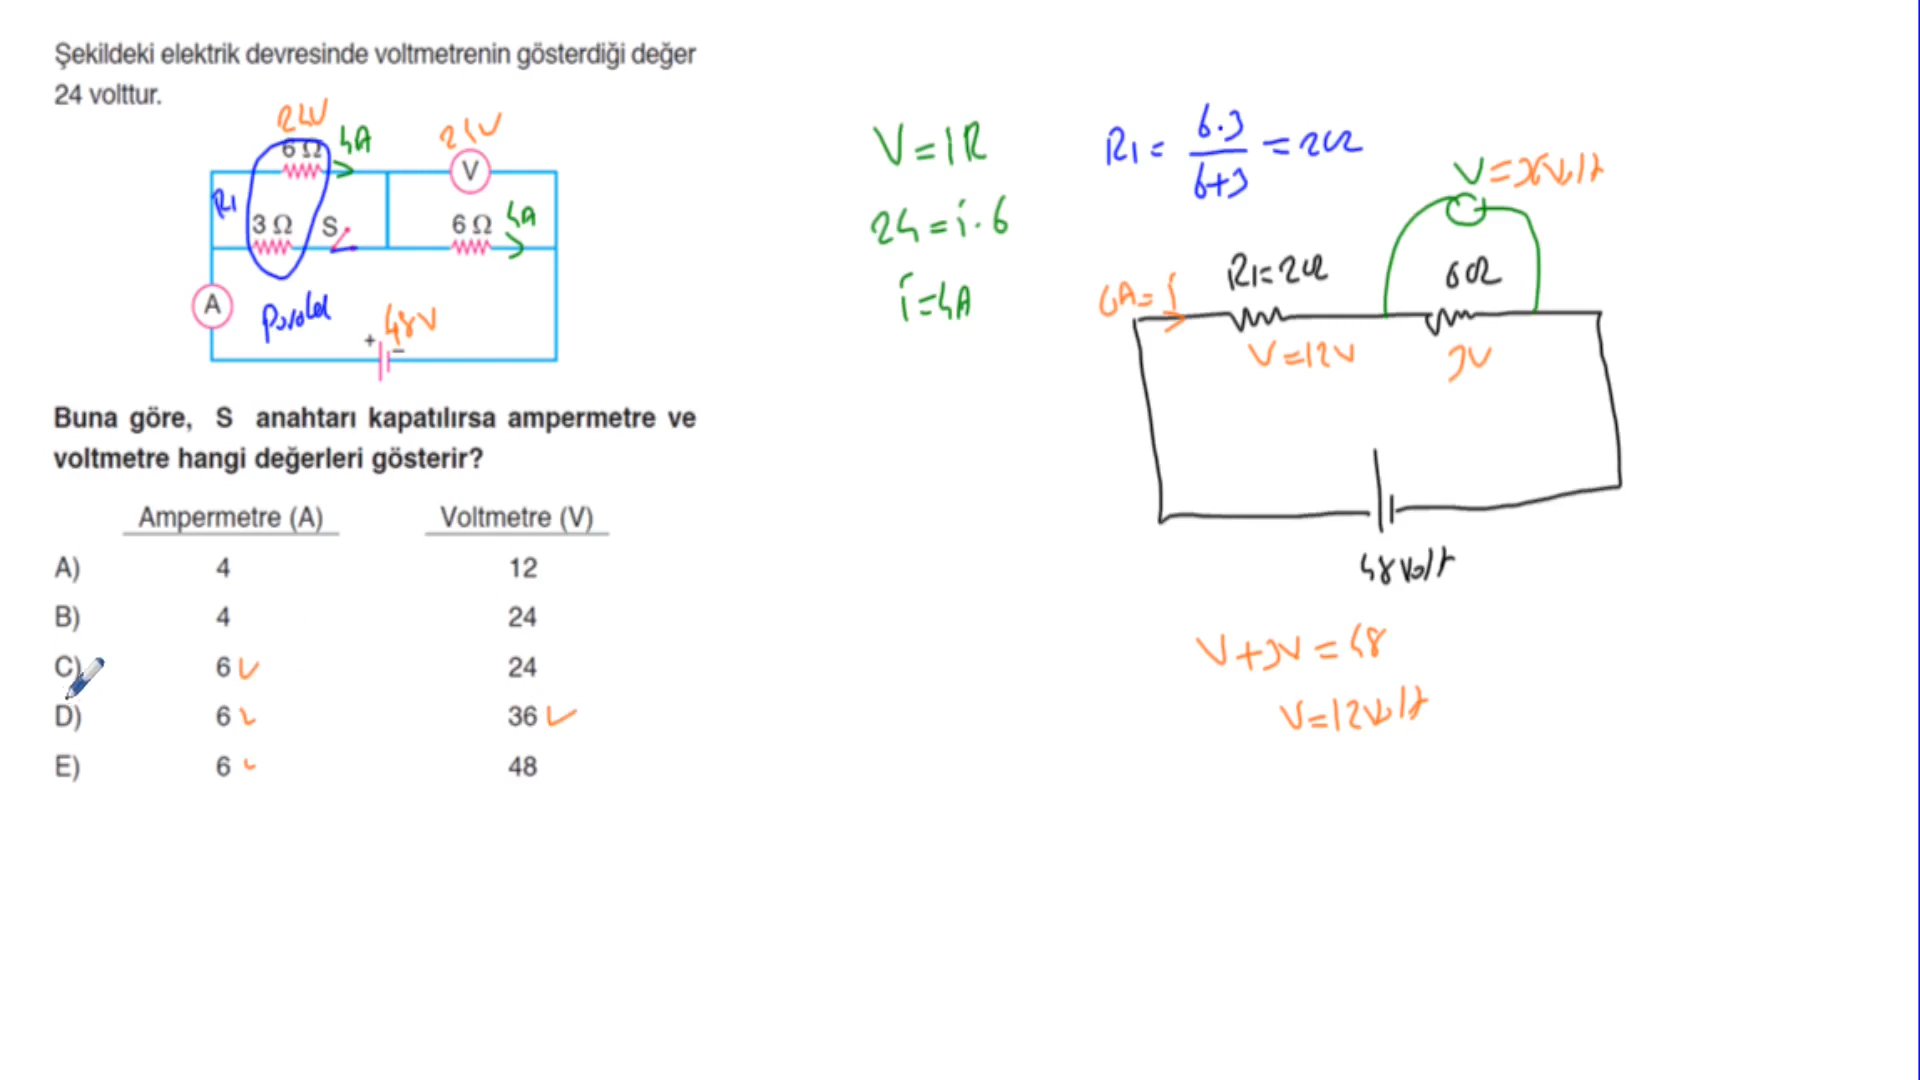 Şekildeki elektrik devresinde voltmetrenin gösterdiği değer
24 volttur.
24V
6 Ω 4A
24V
V
R1
3 Ω S
6 Ω 4A
A
Paralel
48V
+ −
Buna göre, S anahtarı kapatılırsa ampermetre ve
voltmetre hangi değerleri gösterir?
Ampermetre (A) Voltmetre (V)
A) 4 12
B) 4 24
C) 6 24
D) 6 36
E) 6 48
V=IR
24=i.6
i=4A
R1= 6.3 / 6+3 =2Ω
V=36Volt
R1=2Ω 6Ω
6A=i
V=12V 3V
48Volt
V+3V=48
V=12Volt